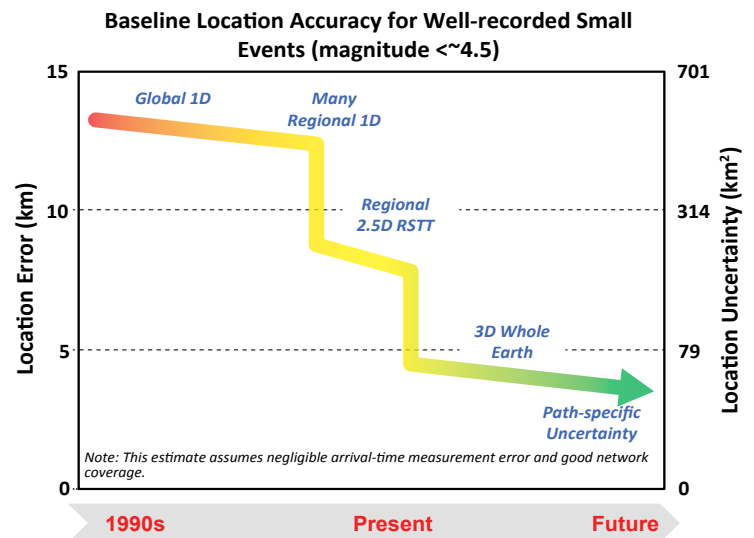 Baseline Location Accuracy for Well-recorded Small
Events (magnitude <~4.5)
15
701
Global 1D
Many
Regional 1D
10
314
Regional
2.5D RSTT
Location Error (km)
Location Uncertainty (km²)
5
79
3D Whole
Earth
Path-specific
Uncertainty
Note: This estimate assumes negligible arrival-time measurement error and good network
coverage.
0
0
1990s
Present
Future